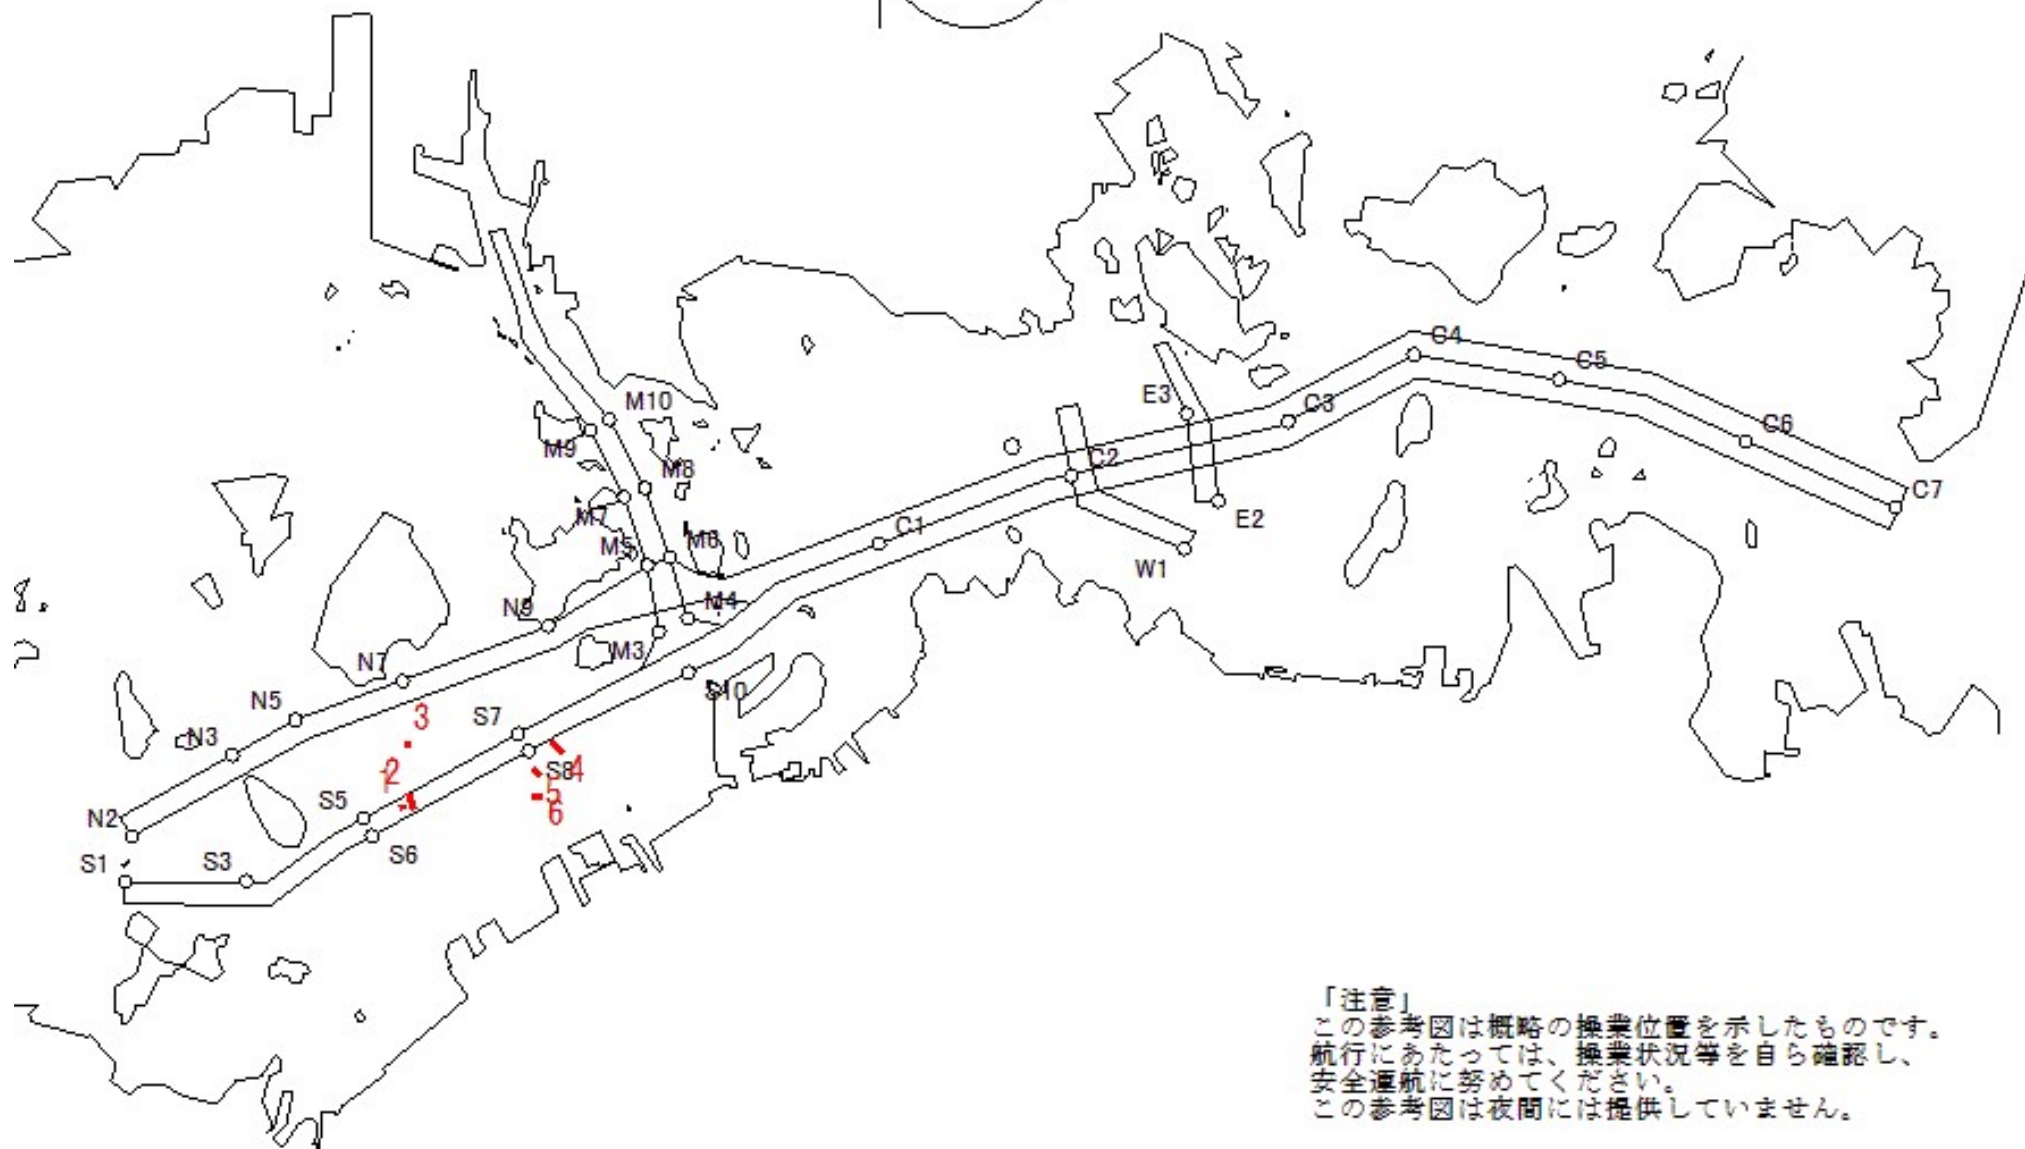 C4
C5
E3
M10
C3
C6
M9
C2
M8
C7
M7
C1
E2
M5
M6
W1
N9
M4
M3
N7
S10
N5
3
S7
N3
2
1
S8
4
5
S5
6
N2
S6
S1
S3
「注意」
この参考図は概略の操業位置を示したものです。
航行にあたっては、操業状況等を自ら確認し、
安全運航に努めてください。
この参考図は夜間には提供していません。